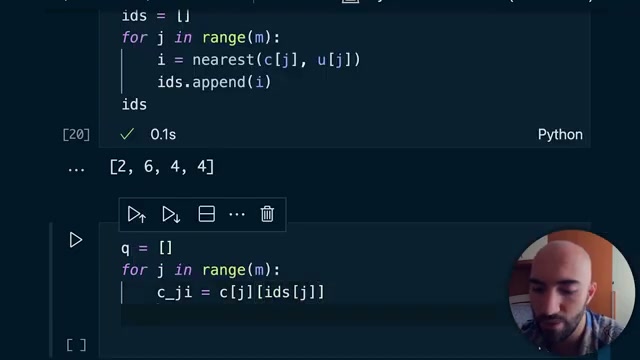 ids = []
for j in range(m):
i = nearest(c[j], u[j])
ids.append(i)
ids
[20]
0.1s
Python
... [2, 6, 4, 4]
q = []
for j in range(m):
c_ji = c[j][ids[j]]
[ ]